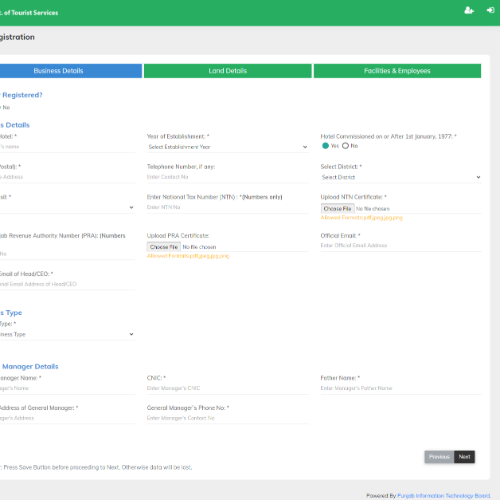 . of Tourist Services
gistration
Business Details
Land Details
Facilities & Employees
Registered?
No
s Details
Hotel: *
Year of Establishment: *
Hotel Commissioned on or After 1st January, 1977: *
's name
Select Establishment Year
Yes
No
Postal): *
Telephone Number, if any:
Select District: *
Address
Enter Contact No
Select District
Enter National Tax Number (NTN) : *(Numbers only)
Upload NTN Certificate: *
Enter NTN No
Choose File No file chosen
Allowed Formats:pdf,jpeg,jpg,png
ab Revenue Authority Number (PRA): (Numbers
Upload PRA Certificate:
Official Email: *
No
Choose File No file chosen
Enter Official Email Address
Allowed Formats:pdf,jpeg,jpg,png
Email of Head/CEO: *
onal Email Address of Head/CEO
s Type
Type: *
iness Type
Manager Details
anager Name: *
CNIC: *
Father Name: *
ager's Name
Enter Manager's CNIC
Enter Manager's Father Name
Address of General Manager: *
General Manager's Phone No: *
ager's Address
Enter Manager's Contact No
Previous
Next
: Press Save Button before proceeding to Next. Otherwise data will be lost.
Powered By Punjab Information Technology Board.